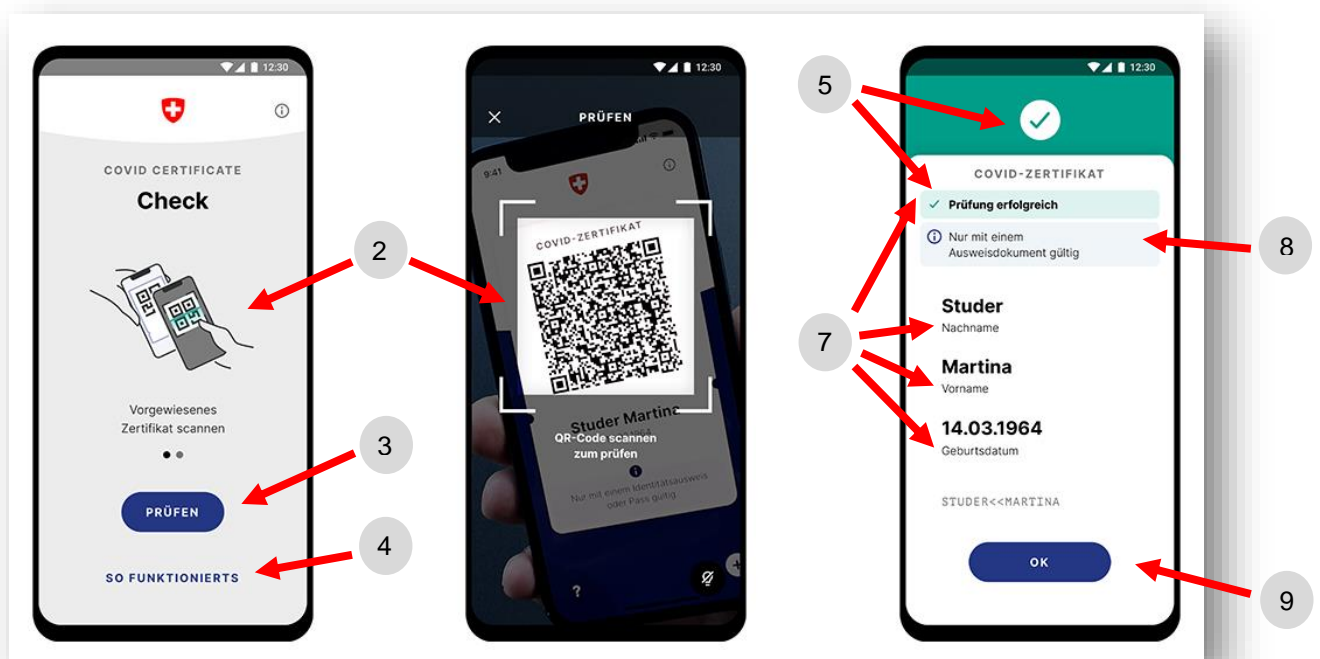 12:30
COVID CERTIFICATE
Check
2
Vorgewiesenes
Zertifikat scannen
3
PRÜFEN
4
SO FUNKTIONIERTS
12:30
PRÜFEN
9:41
COVID-ZERTIFIKAT
Studer Martina
QR-Code scannen
zum prüfen
Nur mit einem Identitätsausweis
oder Pass gültig
?
5
12:30
COVID-ZERTIFIKAT
Prüfung erfolgreich
Nur mit einem
Ausweisdokument gültig
8
7
Studer
Nachname
Martina
Vorname
14.03.1964
Geburtsdatum
STUDER<<MARTINA
OK
9